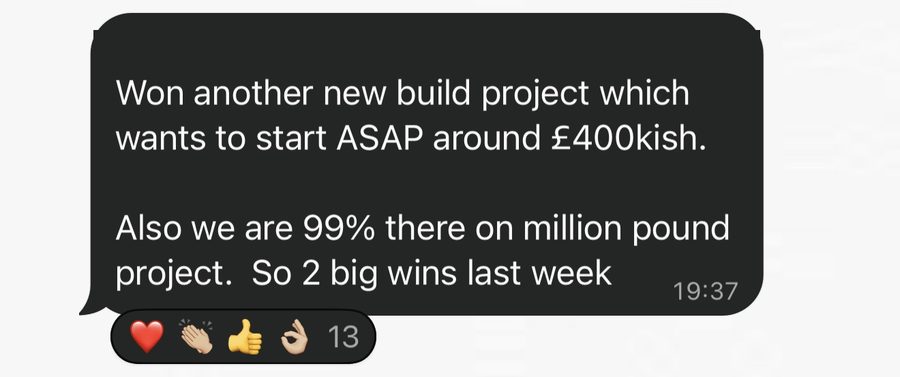 Won another new build project which
wants to start ASAP around £400kish.
Also we are 99% there on million pound
project.  So 2 big wins last week
19:37
❤️ 👏🏼 👍 👌🏼 13